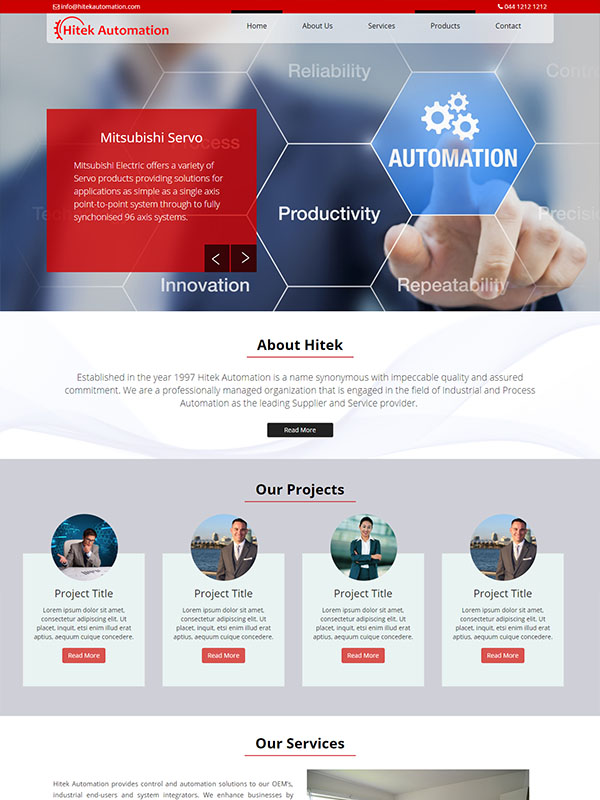 info@hitekautomation.com
044 1212 1212
Hitek Automation
Home
About Us
Services
Products
Contact
Reliability
Process
AUTOMATION
Mitsubishi Servo
Mitsubishi Electric offers a variety of
Servo products providing solutions for
applications as simple as a single axis
point-to-point system through to fully
synchonised 96 axis systems.
< >
Productivity
Innovation
Repeatability
About Hitek
Established in the year 1997 Hitek Automation is a name synonymous with impeccable quality and assured
commitment. We are a professionally managed organization that is engaged in the field of Industrial and Process
Automation as the leading Supplier and Service provider.
Read More
Our Projects
Project Title
Lorem ipsum dolor sit amet,
consectetur adipiscing elit. Ut
placet, inquit, etsi enim illud erat
aptius, aequum cuique concedere.
Read More
Project Title
Lorem ipsum dolor sit amet,
consectetur adipiscing elit. Ut
placet, inquit, etsi enim illud erat
aptius, aequum cuique concedere.
Read More
Project Title
Lorem ipsum dolor sit amet,
consectetur adipiscing elit. Ut
placet, inquit, etsi enim illud erat
aptius, aequum cuique concedere.
Read More
Project Title
Lorem ipsum dolor sit amet,
consectetur adipiscing elit. Ut
placet, inquit, etsi enim illud erat
aptius, aequum cuique concedere.
Read More
Our Services
Hitek Automation provides control and automation solutions to our OEM's,
industrial end-users and system integrators. We enhance businesses by